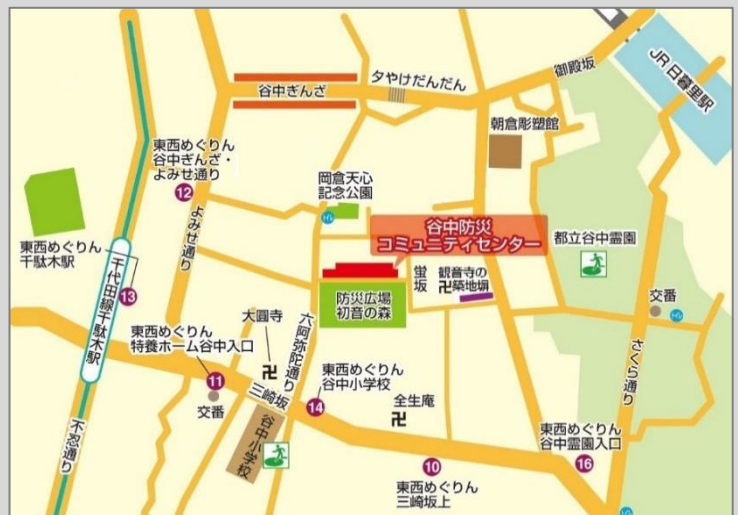 谷中ぎんざ
夕やけだんだん
御殿坂
JR日暮里駅
朝倉彫塑館
東西めぐりん
谷中ぎんざ・
よみせ通り
12
よみせ通り
岡倉天心
記念公園
谷中防災
コミュニティセンター
都立谷中霊園
東西めぐりん
千駄木駅
13
千代田線千駄木駅
防災広場
初音の森
蛍坂
観音寺の
卍築地塀
交番
大圓寺
卍
六阿弥陀通り
東西めぐりん
特養ホーム谷中入口
11
交番
三崎坂
東西めぐりん
谷中小学校
14
全生庵
卍
さくら通り
不忍通り
谷中小学校
10
東西めぐりん
三崎坂上
東西めぐりん
谷中霊園入口
16